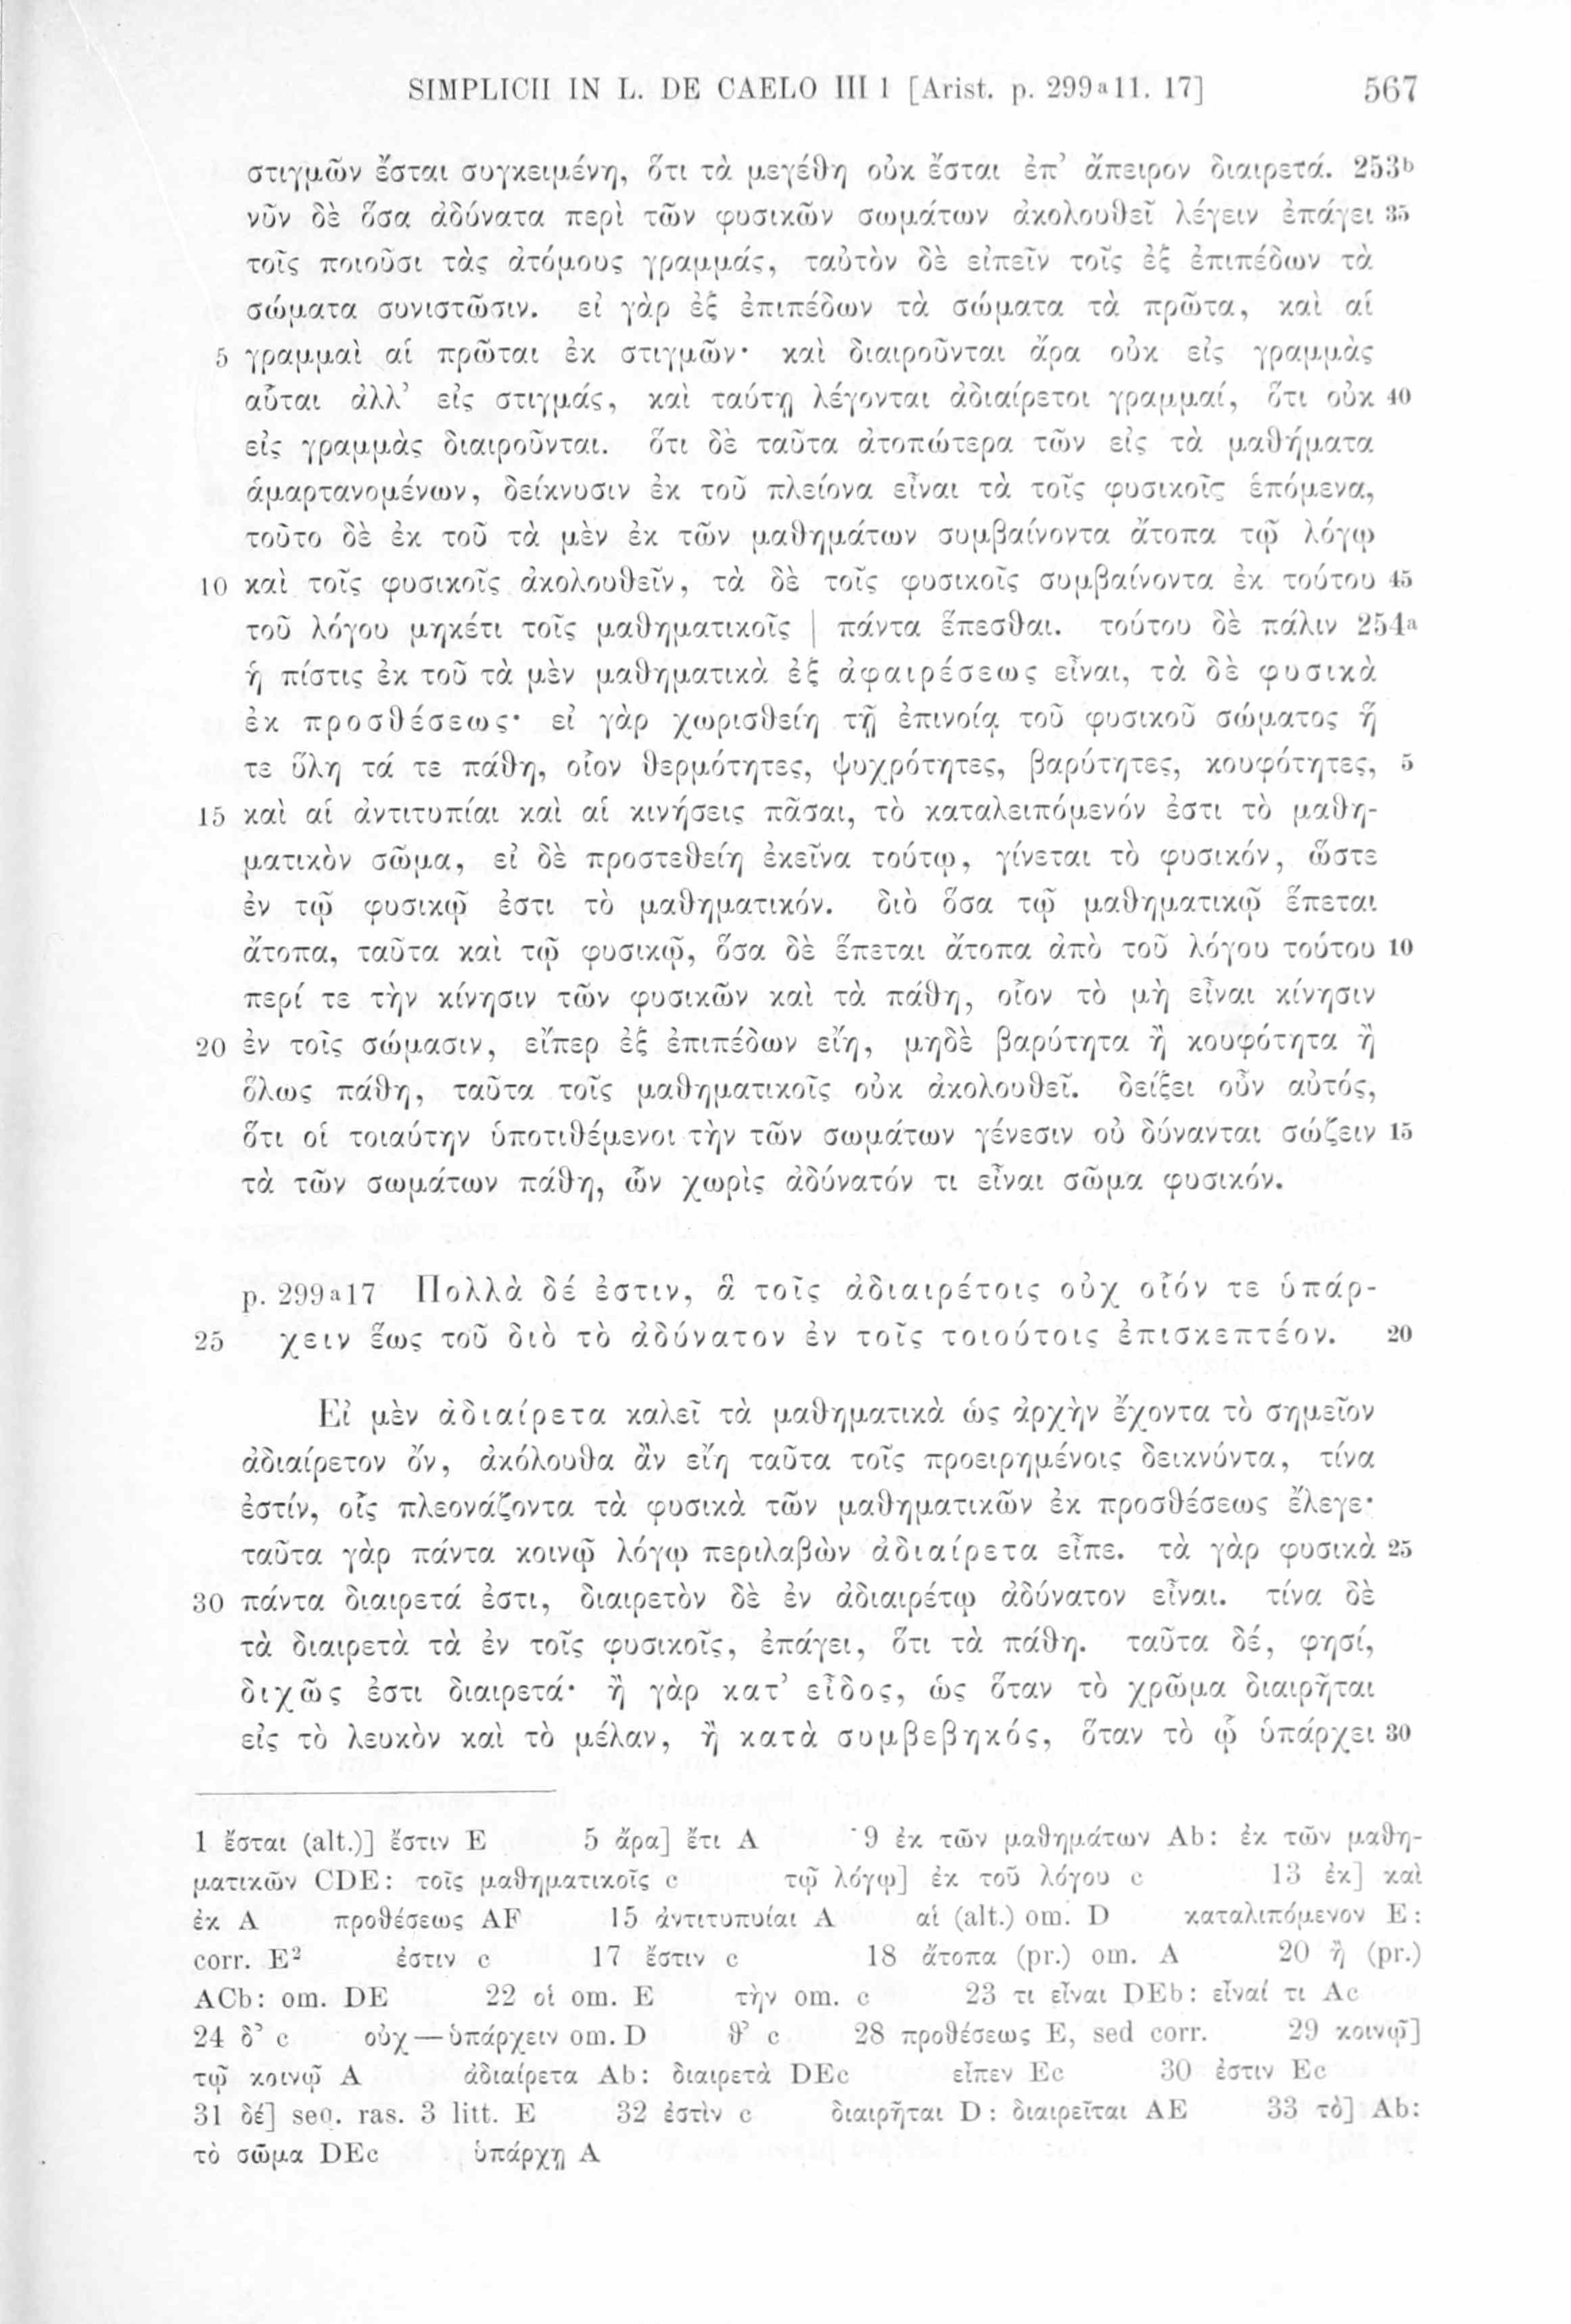 SIMPLICII IN L. DE CAELO III 1 [Arist. p. 299ª11. 17] 567
στιγμῶν ἔσται συγκειμένη, ὅτι τὰ μεγέθη οὐκ ἔσται ἐπ’ ἄπειρον διαιρετά. 253ᵇ
νῦν δὲ ὅσα ἀδύνατα περὶ τῶν φυσικῶν σωμάτων ἀκολουθεῖ λέγειν ἐπάγει 35
τοῖς ποιοῦσι τὰς ἀτόμους γραμμάς, ταὐτὸν δὲ εἰπεῖν τοῖς ἐξ ἐπιπέδων τὰ
σώματα συνιστῶσιν. εἰ γὰρ ἐξ ἐπιπέδων τὰ σώματα τὰ πρῶτα, καὶ αἱ
5 γραμμαὶ αἱ πρῶται ἐκ στιγμῶν· καὶ διαιροῦνται ἄρα οὐκ εἰς γραμμὰς
αὗται ἀλλ’ εἰς στιγμάς, καὶ ταύτῃ λέγονται ἀδιαίρετοι γραμμαί, ὅτι οὐκ 40
εἰς γραμμὰς διαιροῦνται. ὅτι δὲ ταῦτα ἀτοπώτερα τῶν εἰς τὰ μαθήματα
ἁμαρτανομένων, δείκνυσιν ἐκ τοῦ πλείονα εἶναι τὰ τοῖς φυσικοῖς ἑπόμενα,
τοῦτο δὲ ἐκ τοῦ τὰ μὲν ἐκ τῶν μαθημάτων συμβαίνοντα ἄτοπα τῷ λόγῳ
10 καὶ τοῖς φυσικοῖς ἀκολουθεῖν, τὰ δὲ τοῖς φυσικοῖς συμβαίνοντα ἐκ τούτου 45
τοῦ λόγου μηκέτι τοῖς μαθηματικοῖς | πάντα ἕπεσθαι. τούτου δὲ πάλιν 254ª
ἡ πίστις ἐκ τοῦ τὰ μὲν μαθηματικὰ ἐξ ἀφαιρέσεως εἶναι, τὰ δὲ φυσικὰ
ἐκ προσθέσεως· εἰ γὰρ χωρισθείη τῇ ἐπινοίᾳ τοῦ φυσικοῦ σώματος ἥ
τε ὕλη τά τε πάθη, οἷον θερμότητες, ψυχρότητες, βαρύτητες, κουφότητες, 5
15 καὶ αἱ ἀντιτυπίαι καὶ αἱ κινήσεις πᾶσαι, τὸ καταλειπόμενόν ἐστι τὸ μαθη-
ματικὸν σῶμα, εἰ δὲ προστεθείη ἐκεῖνα τούτῳ, γίνεται τὸ φυσικόν, ὥστε
ἐν τῷ φυσικῷ ἐστι τὸ μαθηματικόν. διὸ ὅσα τῷ μαθηματικῷ ἕπεται
ἄτοπα, ταῦτα καὶ τῷ φυσικῷ, ὅσα δὲ ἕπεται ἄτοπα ἀπὸ τοῦ λόγου τούτου 10
περί τε τὴν κίνησιν τῶν φυσικῶν καὶ τὰ πάθη, οἷον τὸ μὴ εἶναι κίνησιν
20 ἐν τοῖς σώμασιν, εἴπερ ἐξ ἐπιπέδων εἴη, μηδὲ βαρύτητα ἢ κουφότητα ἢ
ὅλως πάθη, ταῦτα τοῖς μαθηματικοῖς οὐκ ἀκολουθεῖ. δείξει οὖν αὐτός,
ὅτι οἱ τοιαύτην ὑποτιθέμενοι τὴν τῶν σωμάτων γένεσιν οὐ δύνανται σώζειν 15
τὰ τῶν σωμάτων πάθη, ὧν χωρὶς ἀδύνατόν τι εἶναι σῶμα φυσικόν.
p. 299ª17 Πολλὰ δέ ἐστιν, ἃ τοῖς ἀδιαιρέτοις οὐχ οἷόν τε ὑπάρ-
25 χειν ἕως τοῦ διὸ τὸ ἀδύνατον ἐν τοῖς τοιούτοις ἐπισκεπτέον. 20
Εἰ μὲν ἀδιαίρετα καλεῖ τὰ μαθηματικὰ ὡς ἀρχὴν ἔχοντα τὸ σημεῖον
ἀδιαίρετον ὄν, ἀκόλουθα ἂν εἴη ταῦτα τοῖς προειρημένοις δεικνύντα, τίνα
ἐστίν, οἷς πλεονάζοντα τὰ φυσικὰ τῶν μαθηματικῶν ἐκ προσθέσεως ἔλεγε·
ταῦτα γὰρ πάντα κοινῷ λόγῳ περιλαβὼν ἀδιαίρετα εἶπε. τὰ γὰρ φυσικὰ 25
30 πάντα διαιρετά ἐστι, διαιρετὸν δὲ ἐν ἀδιαιρέτῳ ἀδύνατον εἶναι. τίνα δὲ
τὰ διαιρετὰ τὰ ἐν τοῖς φυσικοῖς, ἐπάγει, ὅτι τὰ πάθη. ταῦτα δέ, φησί,
διχῶς ἐστι διαιρετά· ἢ γὰρ κατ’ εἶδος, ὡς ὅταν τὸ χρῶμα διαιρῆται
εἰς τὸ λευκὸν καὶ τὸ μέλαν, ἢ κατὰ συμβεβηκός, ὅταν τὸ ᾧ ὑπάρχει 30
1 ἔσται (alt.)] ἔστιν E 5 ἄρα] ἔτι A 9 ἐκ τῶν μαθημάτων Ab: ἐκ τῶν μαθη-
ματικῶν CDE: τοῖς μαθηματικοῖς c τῷ λόγῳ] ἐκ τοῦ λόγου c 13 ἐκ] καὶ
ἐκ A προθέσεως AF 15 ἀντιτυπυίαι A αἱ (alt.) om. D καταλιπόμενον E:
corr. E² ἐστιν c 17 ἔστιν c 18 ἄτοπα (pr.) om. A 20 ἢ (pr.)
ACb: om. DE 22 οἱ om. E τὴν om. c 23 τι εἶναι DEb: εἶναί τι Ac
24 δ’ c οὐχ—ὑπάρχειν om. D θ’ c 28 προθέσεως E, sed corr. 29 κοινῷ]
τῷ κοινῷ A ἀδιαίρετα Ab: διαιρετὰ DEc εἶπεν Ec 30 ἐστιν Ec
31 δέ] seq. ras. 3 litt. E 32 ἐστὶν c διαιρῆται D: διαιρεῖται AE 33 τὸ] Ab:
τὸ σῶμα DEc ὑπάρχῃ A